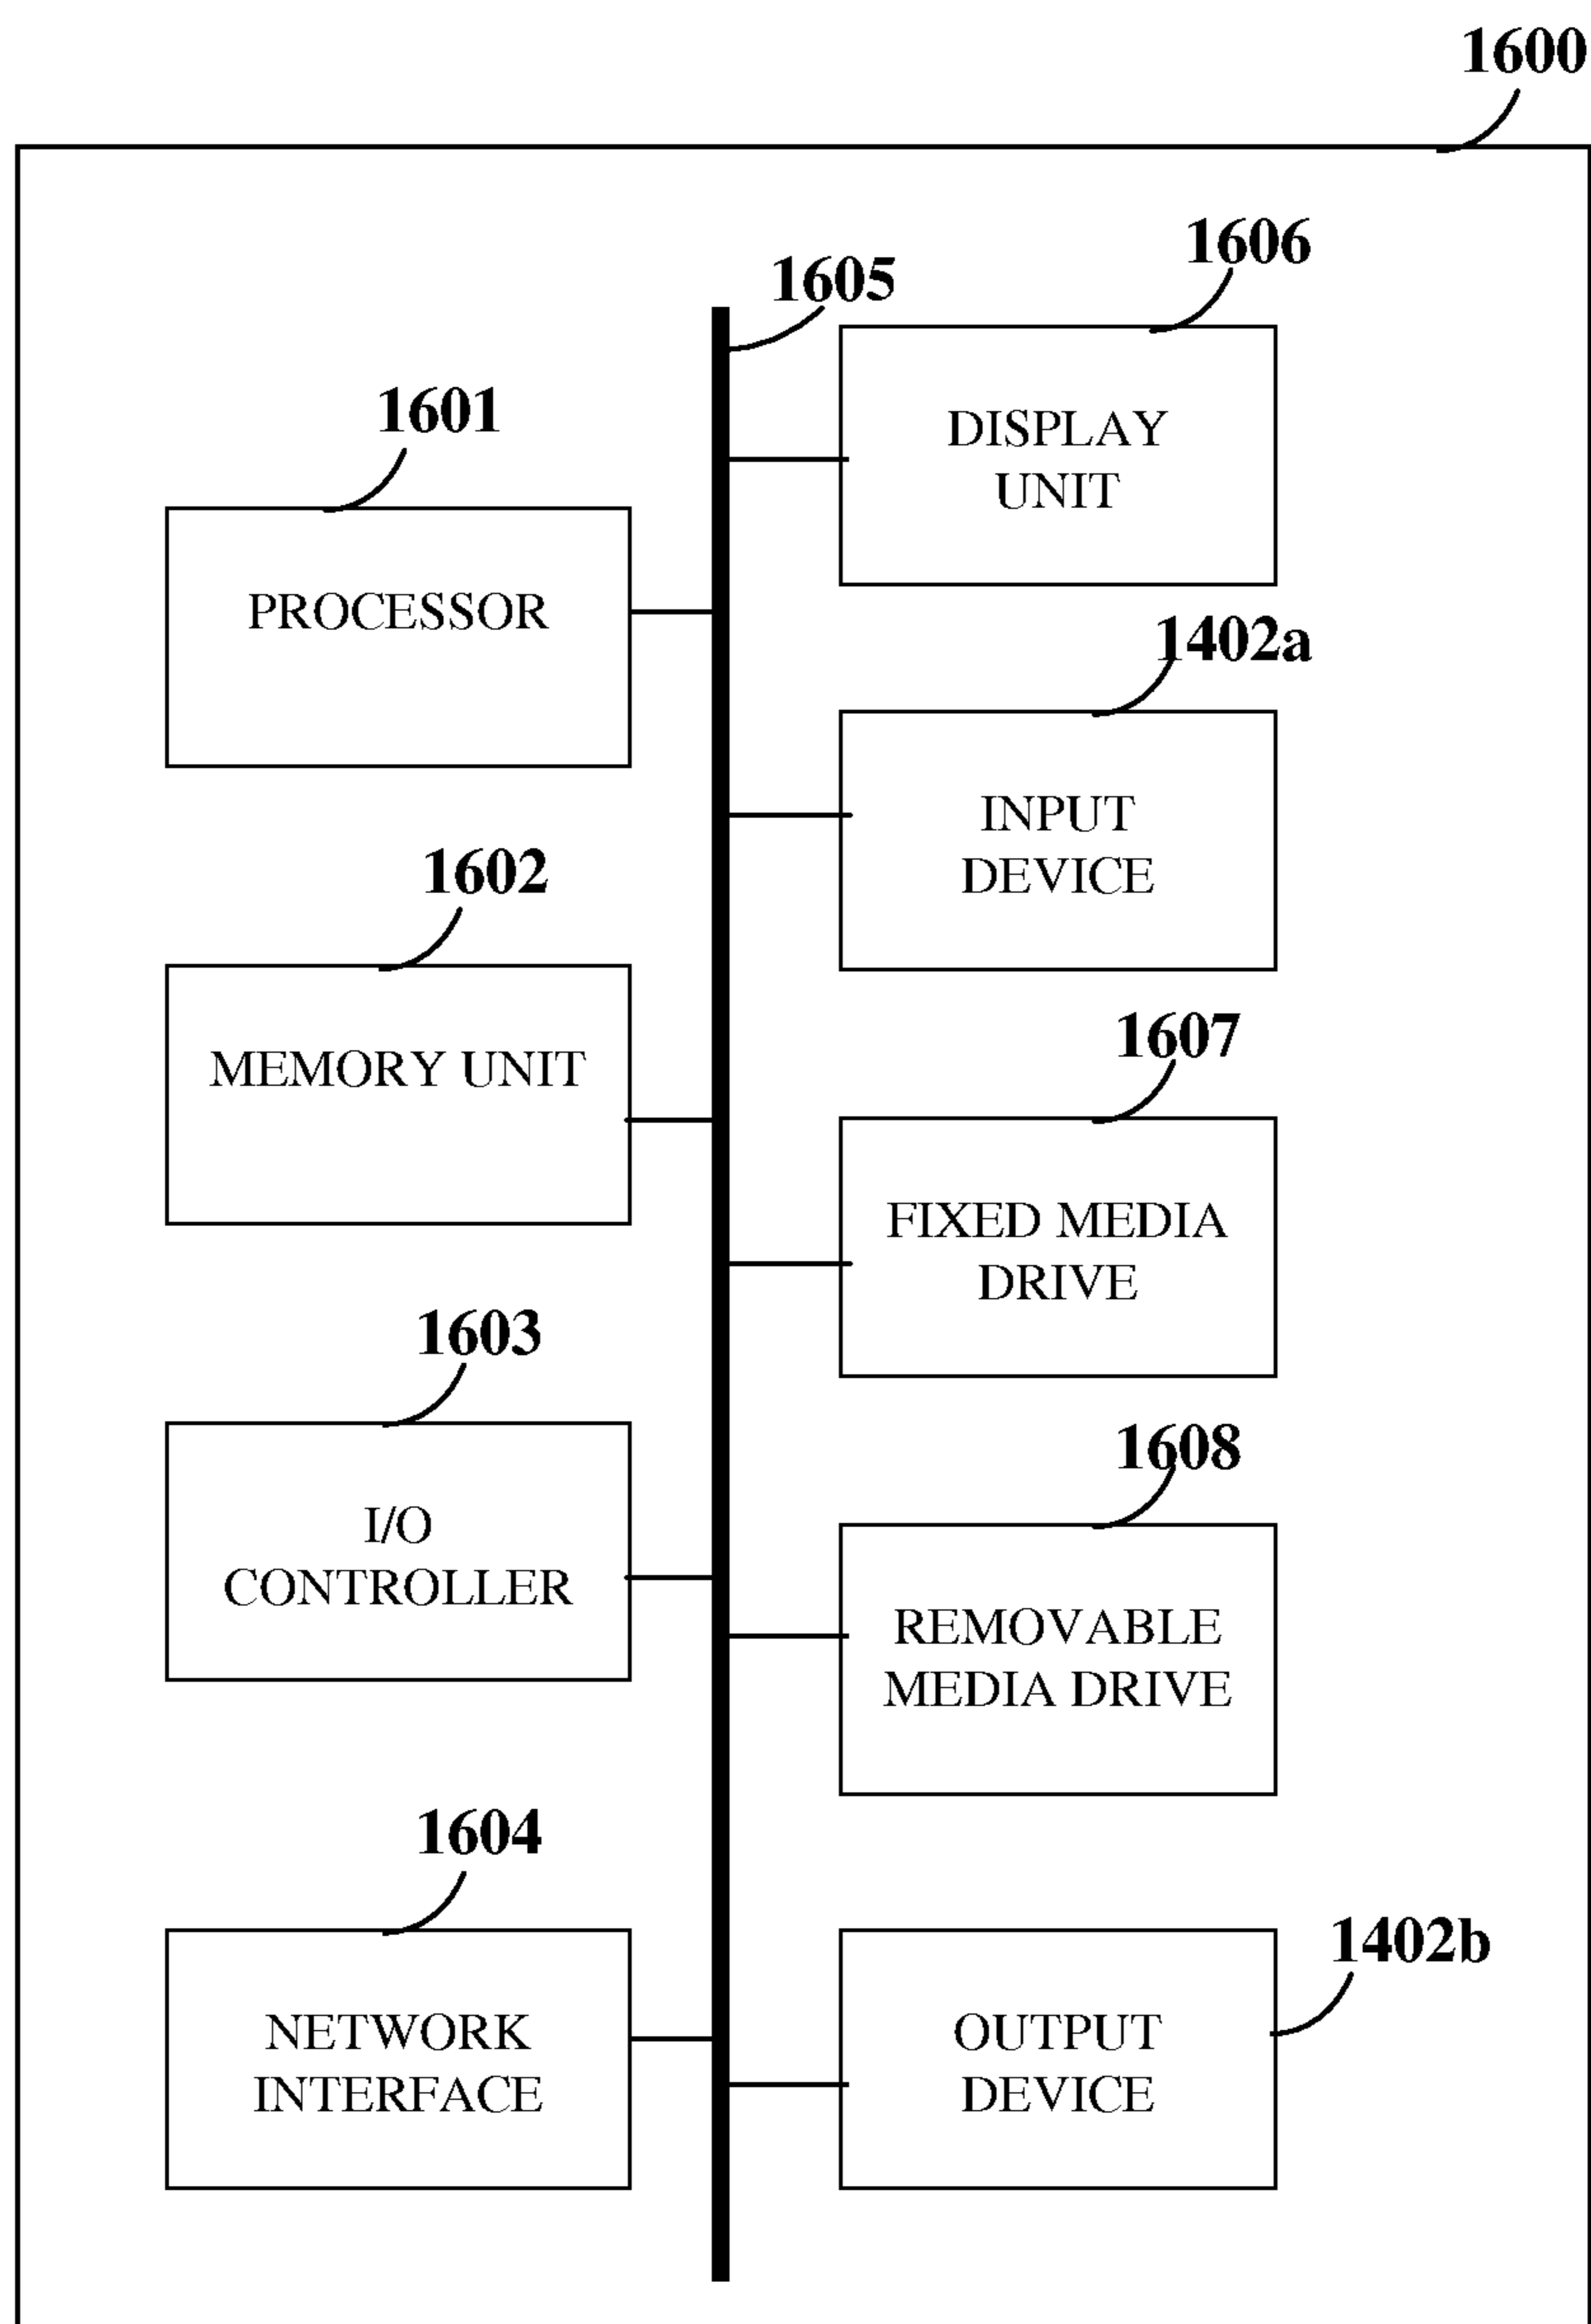 1600
1606
1605
DISPLAY
UNIT
1601
PROCESSOR
1402a
INPUT
DEVICE
1602
MEMORY UNIT
1607
FIXED MEDIA
DRIVE
1603
I/O
CONTROLLER
1608
REMOVABLE
MEDIA DRIVE
1604
NETWORK
INTERFACE
1402b
OUTPUT
DEVICE